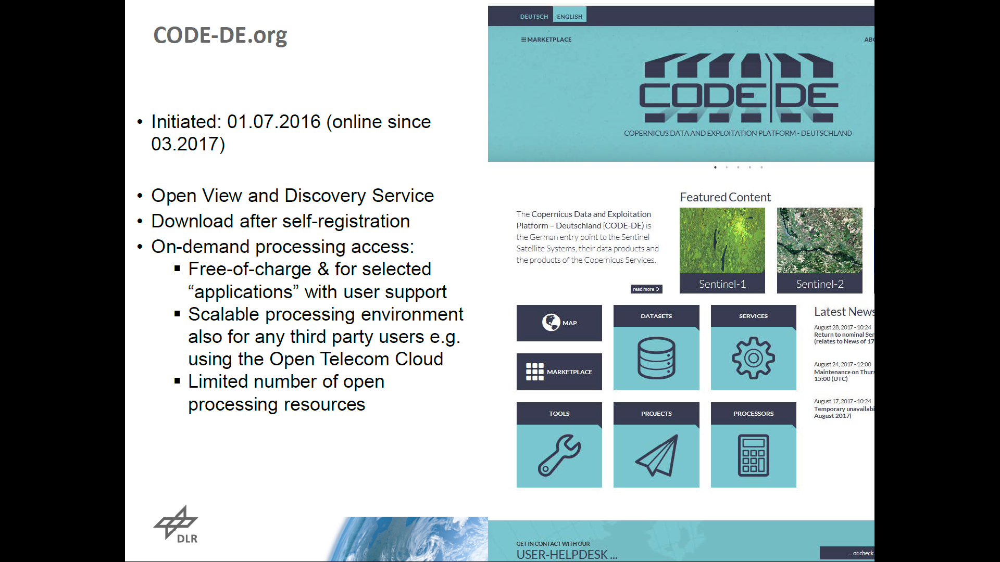 CODE-DE.org
• Initiated: 01.07.2016 (online since
03.2017)
• Open View and Discovery Service
• Download after self-registration
• On-demand processing access:
▪ Free-of-charge & for selected
“applications” with user support
▪ Scalable processing environment
also for any third party users e.g.
using the Open Telecom Cloud
▪ Limited number of open
processing resources
DLR
DEUTSCH ENGLISH
MARKETPLACE
CODE|DE
COPERNICUS DATA AND EXPLOITATION PLATFORM - DEUTSCHLAND
The Copernicus Data and Exploitation
Platform – Deutschland (CODE-DE) is
the German entry point to the Sentinel
Satellite Systems, their data products and
the products of the Copernicus Services.
read more >
Featured Content
Sentinel-1
Sentinel-2
MAP
DATASETS
SERVICES
MARKETPLACE
TOOLS
PROJECTS
PROCESSORS
Latest News
August 28, 2017 - 10:24
Return to nominal Ser
(relates to News of 17
August 24, 2017 - 12:00
Maintenance on Thurs
15:00 (UTC)
August 17, 2017 - 10:24
Temporary unavailabi
August 2017)
GET IN CONTACT WITH OUR
USER-HELPDESK ...
... or check